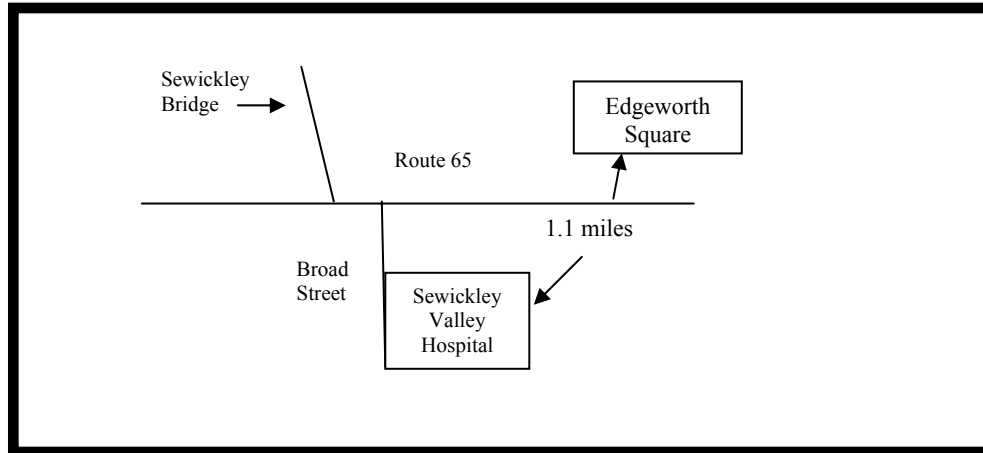 Sewickley
Bridge
Edgeworth
Square
Route 65
1.1 miles
Broad
Street
Sewickley
Valley
Hospital